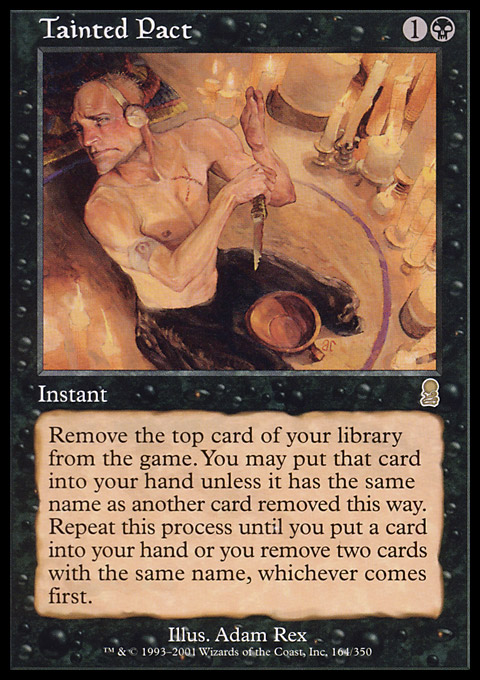 Tainted Pact 1
Instant
Remove the top card of your library
from the game. You may put that card
into your hand unless it has the same
name as another card removed this way.
Repeat this process until you put a card
into your hand or you remove two cards
with the same name, whichever comes
first.
Illus. Adam Rex
™ & © 1993–2001 Wizards of the Coast, Inc. 164/350